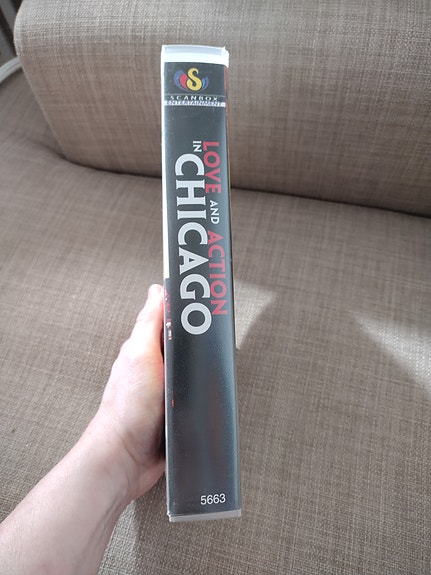 S
SCANBOX
ENTERTAINMENT
LOVE AND ACTION
IN CHICAGO
5663